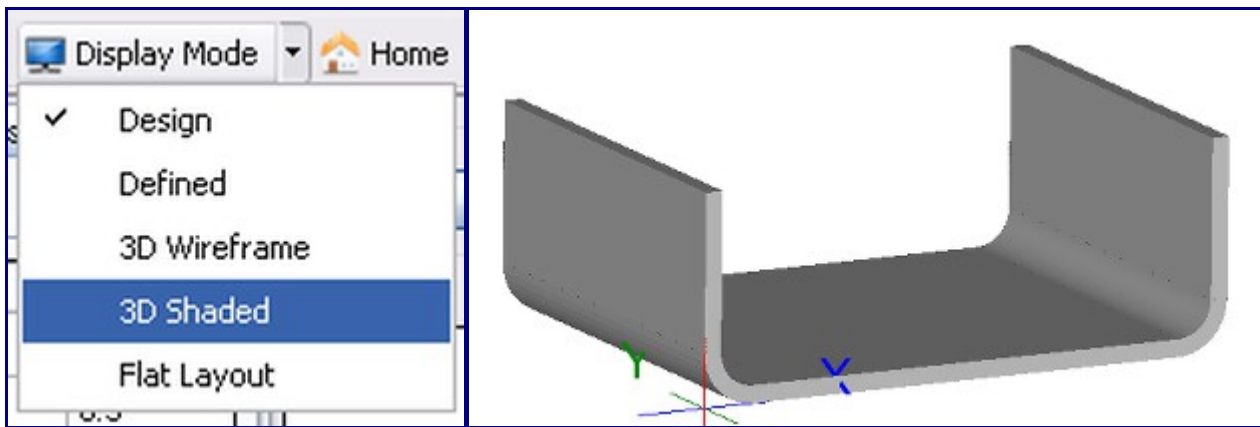 Display Mode Home
Design
Defined
3D Wireframe
3D Shaded
Flat Layout
Y X